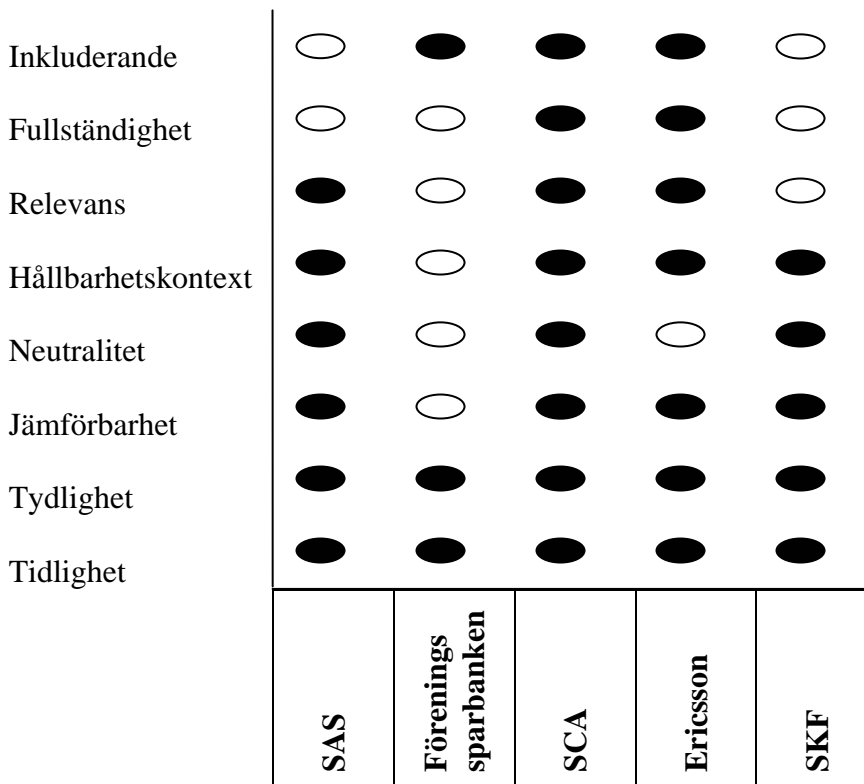 Inkluderande
Fullständighet
Relevans
Hållbarhetskontext
Neutralitet
Jämförbarhet
Tydlighet
Tidlighet
SAS
Förenings
sparbanken
SCA
Ericsson
SKF